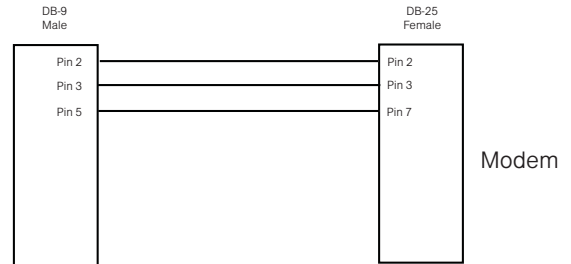 DB-9
Male
DB-25
Female
Pin 2
Pin 2
Pin 3
Pin 3
Pin 5
Pin 7
Modem